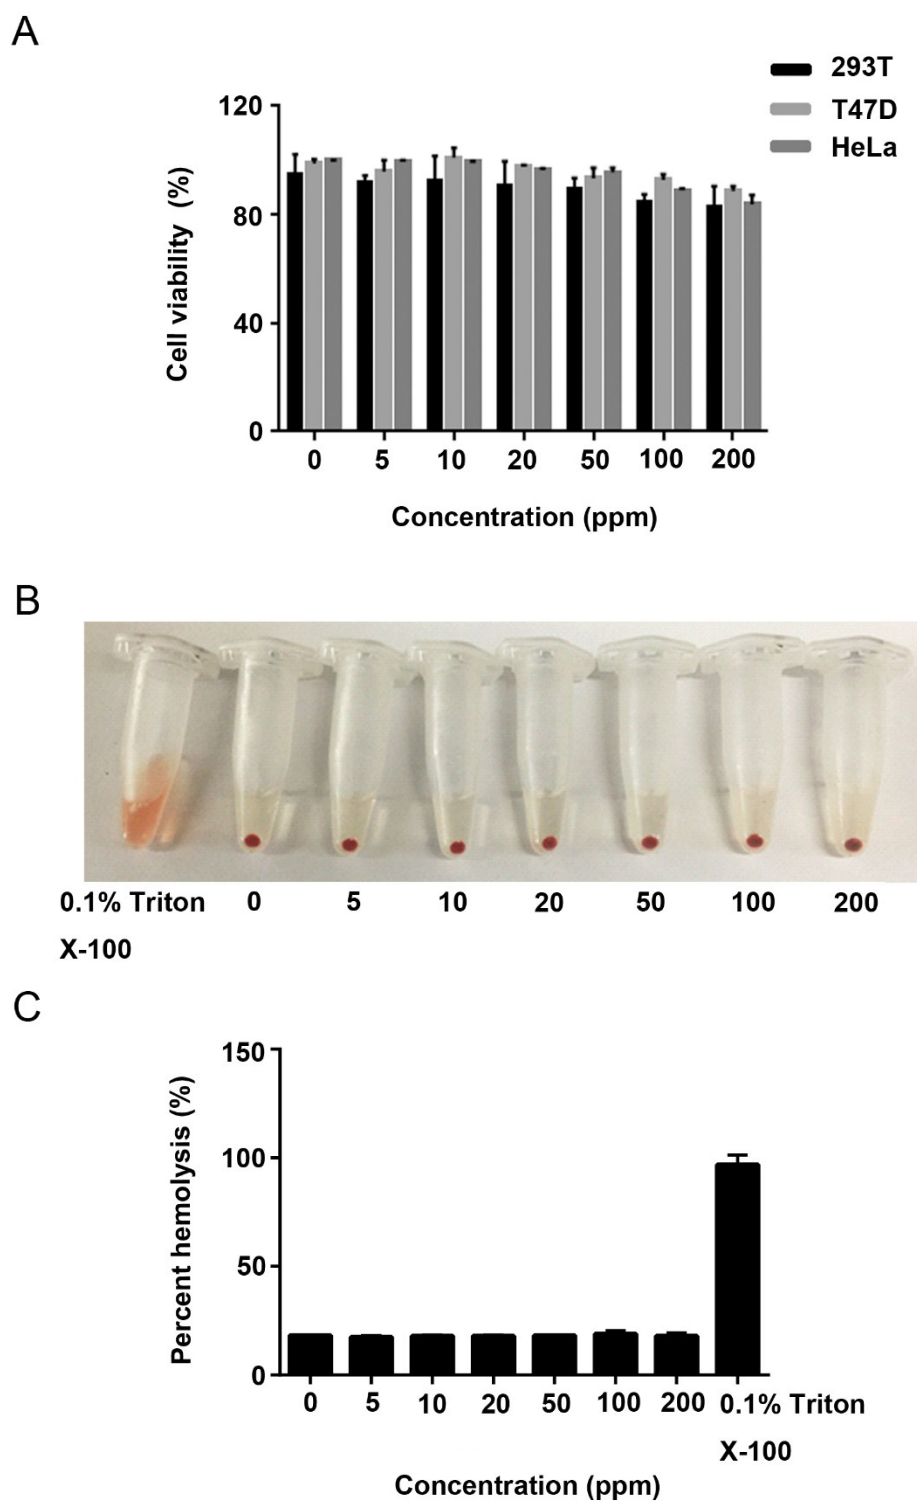 A
293T
T47D
HeLa
120
80
40
0
Cell viability (%)
0 5 10 20 50 100 200
Concentration (ppm)
B
0.1% Triton 0 5 10 20 50 100 200
X-100
C
150
100
50
0
Percent hemolysis (%)
0 5 10 20 50 100 200 0.1% Triton
X-100
Concentration (ppm)